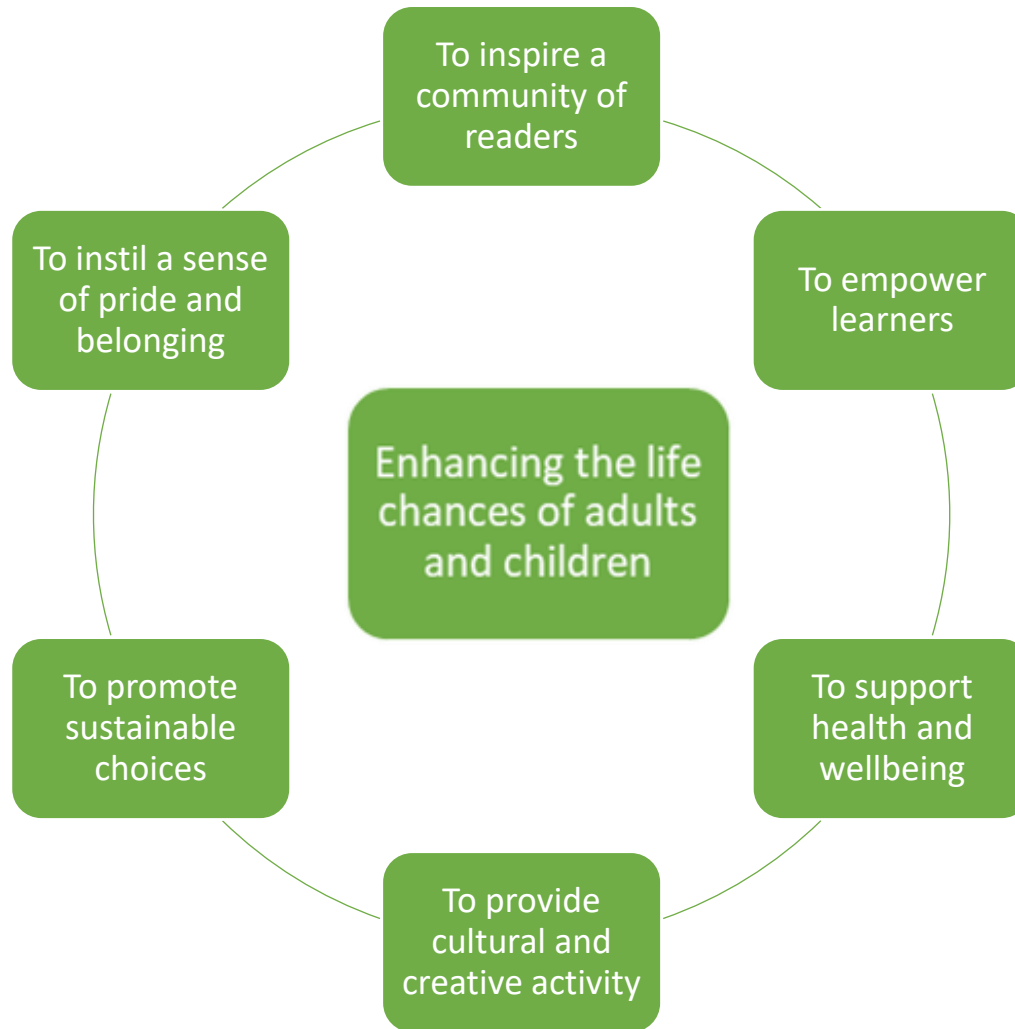 To inspire a
community of
readers
To empower
learners
To support
health and
wellbeing
To provide
cultural and
creative activity
To promote
sustainable
choices
To instil a sense
of pride and
belonging
Enhancing the life
chances of adults
and children